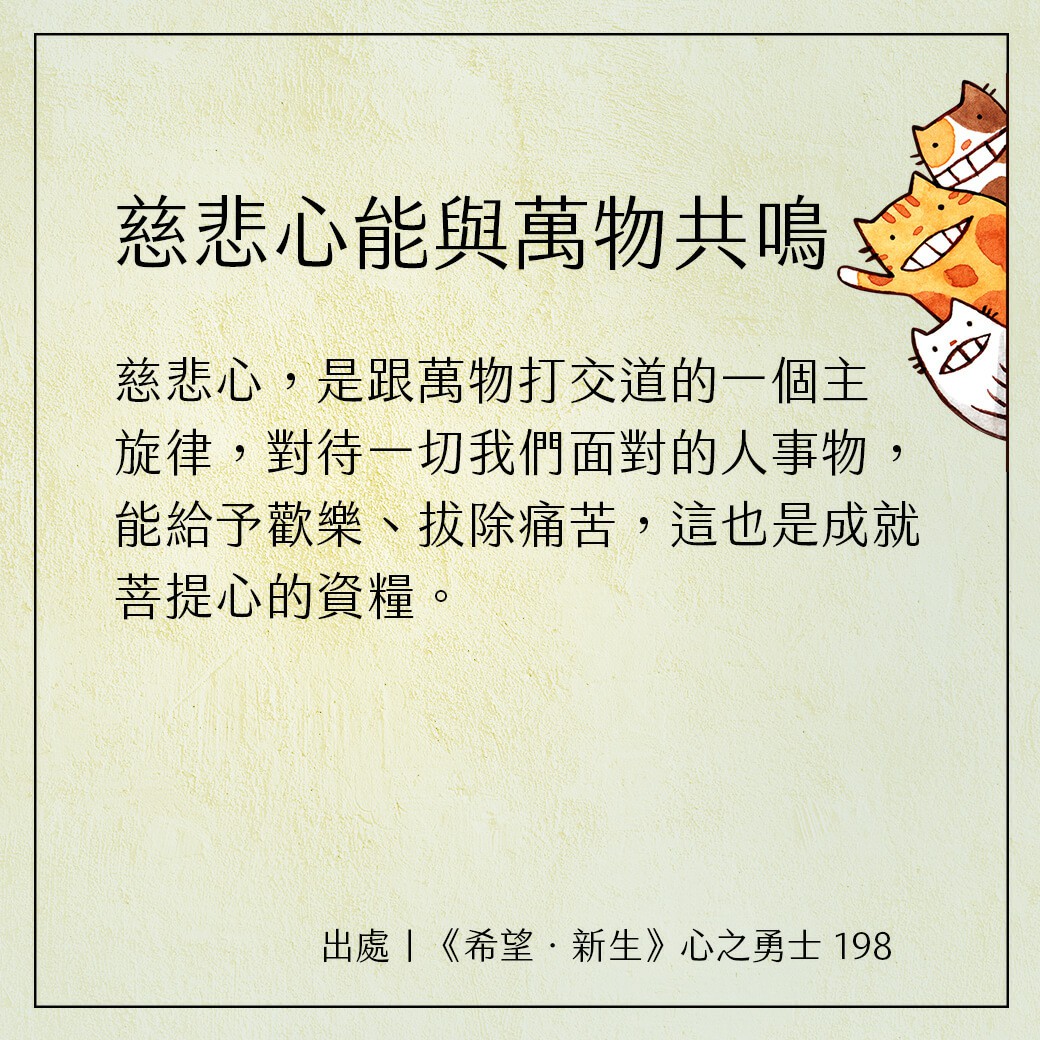 慈悲心能與萬物共鳴
慈悲心，是跟萬物打交道的一個主
旋律，對待一切我們面對的人事物，
能給予歡樂、拔除痛苦，這也是成就
菩提心的資糧。
出處｜《希望．新生》心之勇士 198